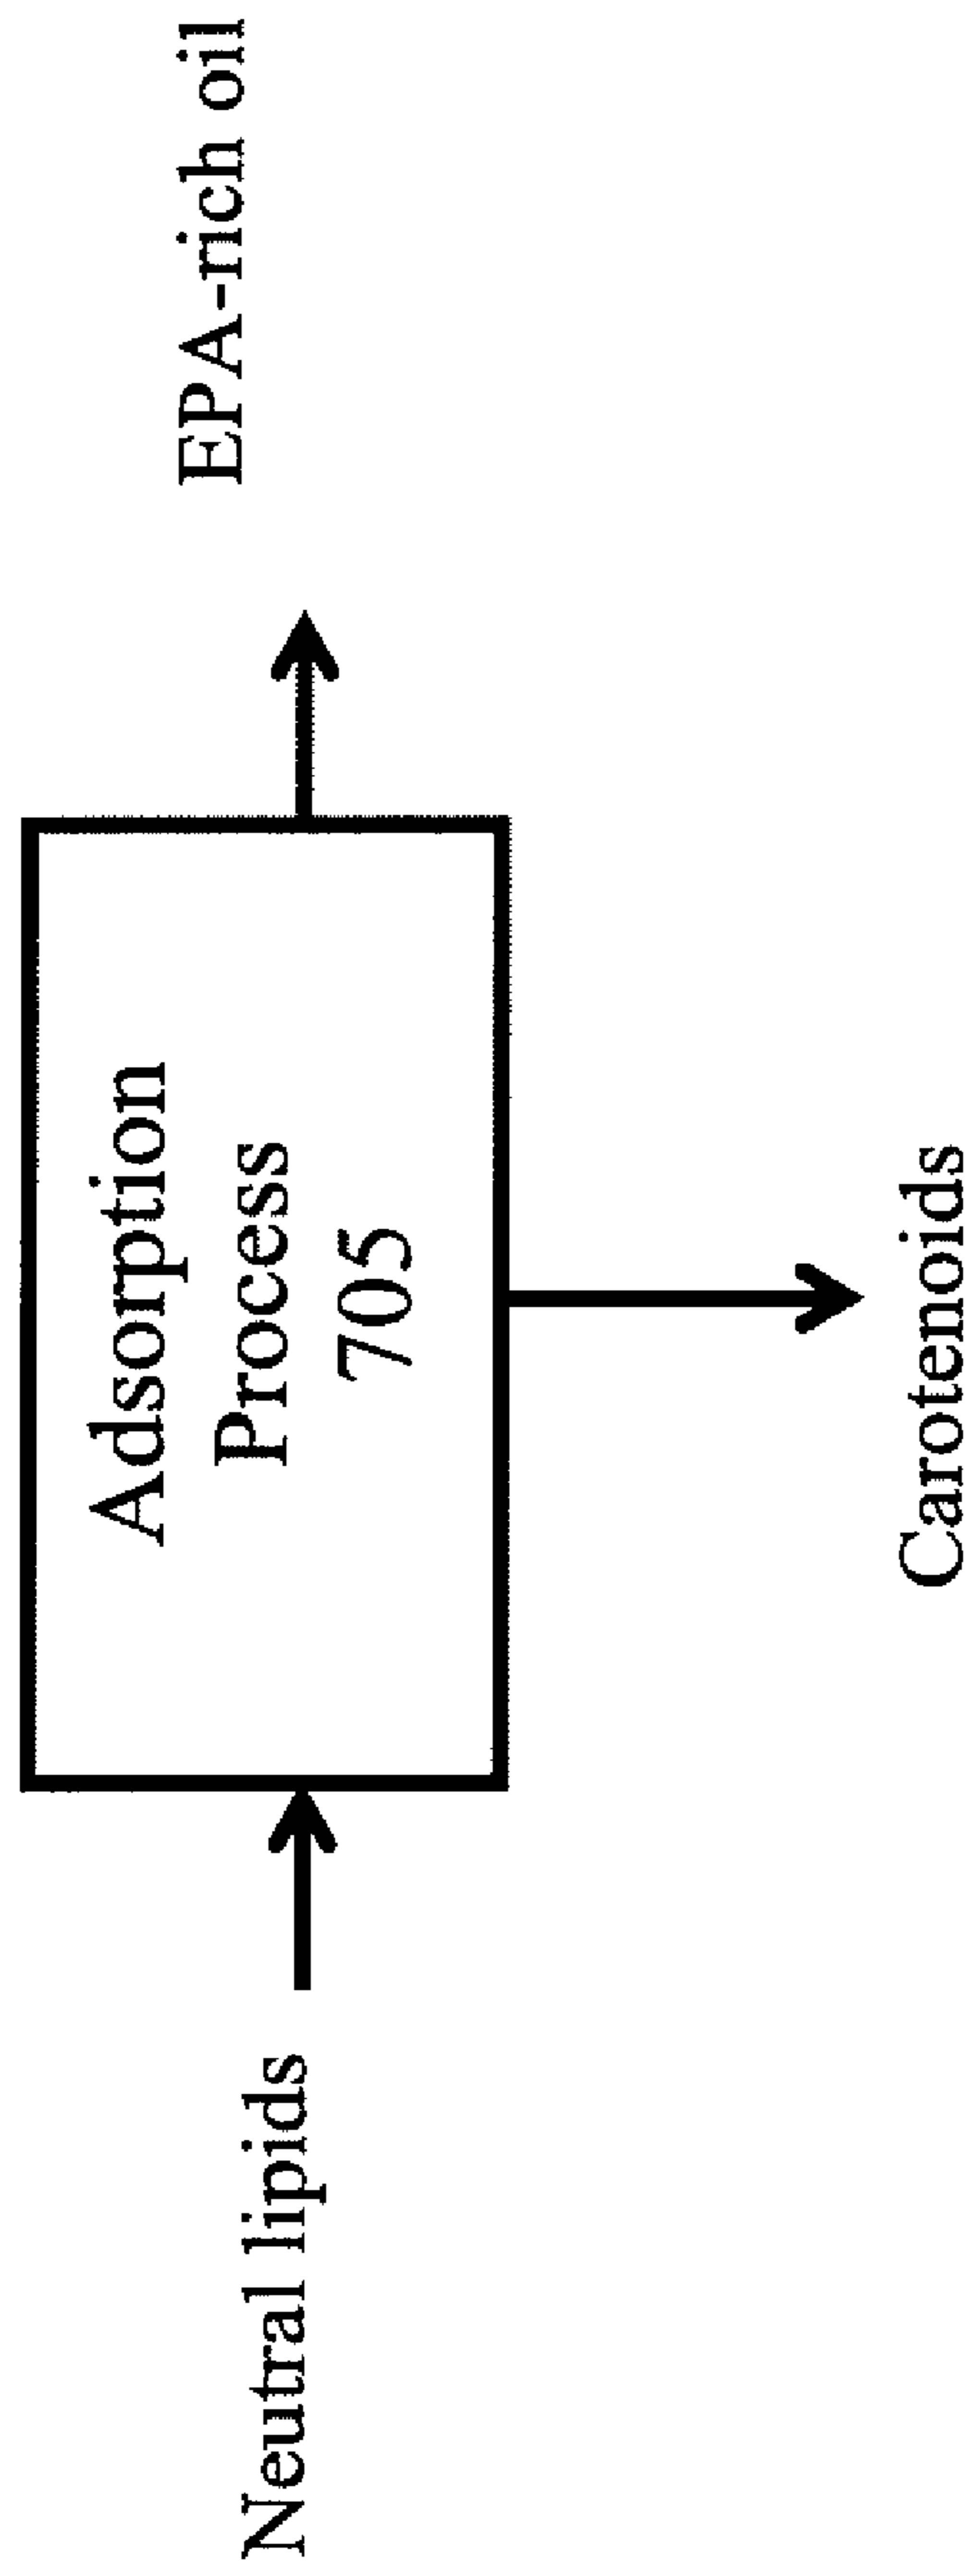 Neutral lipids
Adsorption
Process
705
EPA-rich oil
Carotenoids